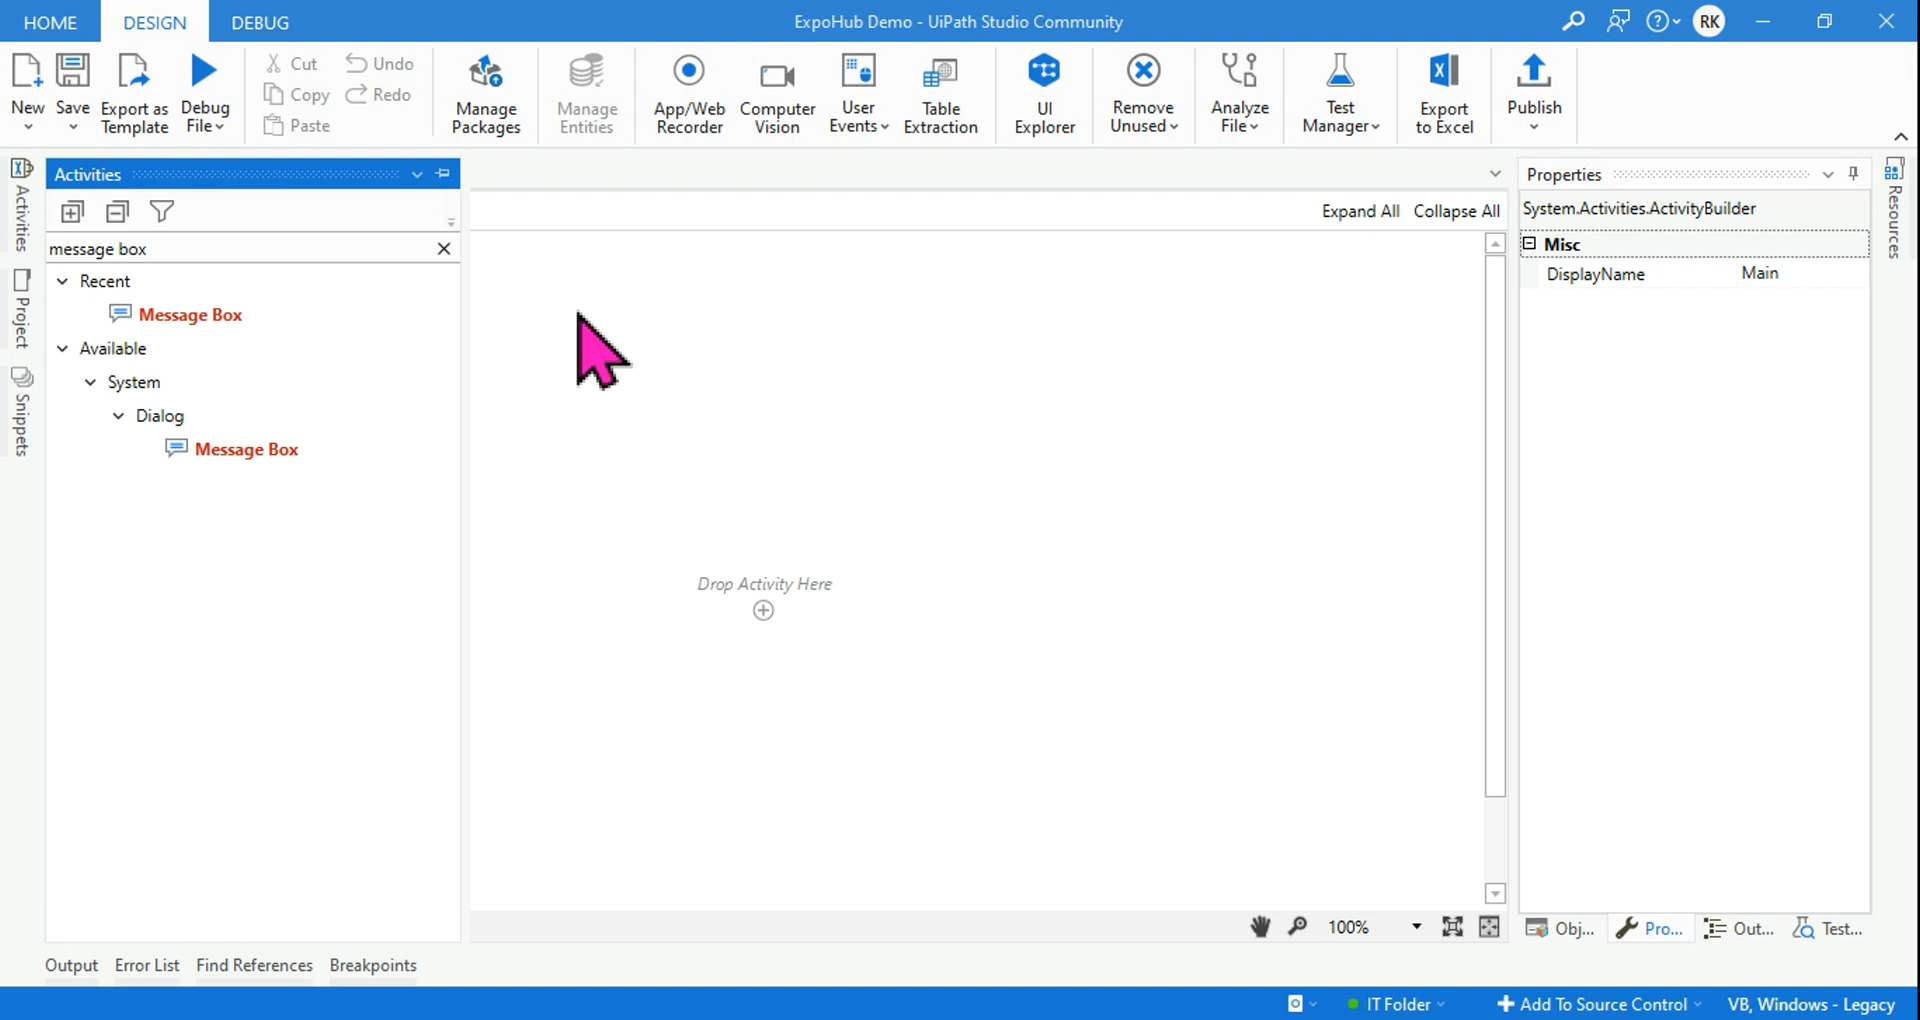 HOME DESIGN DEBUG ExpoHub Demo - UiPath Studio Community RK
New Save Export as Template Debug File
Cut Undo
Copy Redo
Paste
Manage Packages
Manage Entities
App/Web Recorder
Computer Vision
User Events
Table Extraction
UI Explorer
Remove Unused
Analyze File
Test Manager
Export to Excel
Publish
Activities
Project
Snippets
Activities
message box
Recent
Message Box
Available
System
Dialog
Message Box
Expand All Collapse All
Drop Activity Here
100%
Properties
System.Activities.ActivityBuilder
Misc
DisplayName Main
Obj... Pro... Out... Test...
Resources
Output Error List Find References Breakpoints
IT Folder Add To Source Control VB, Windows - Legacy